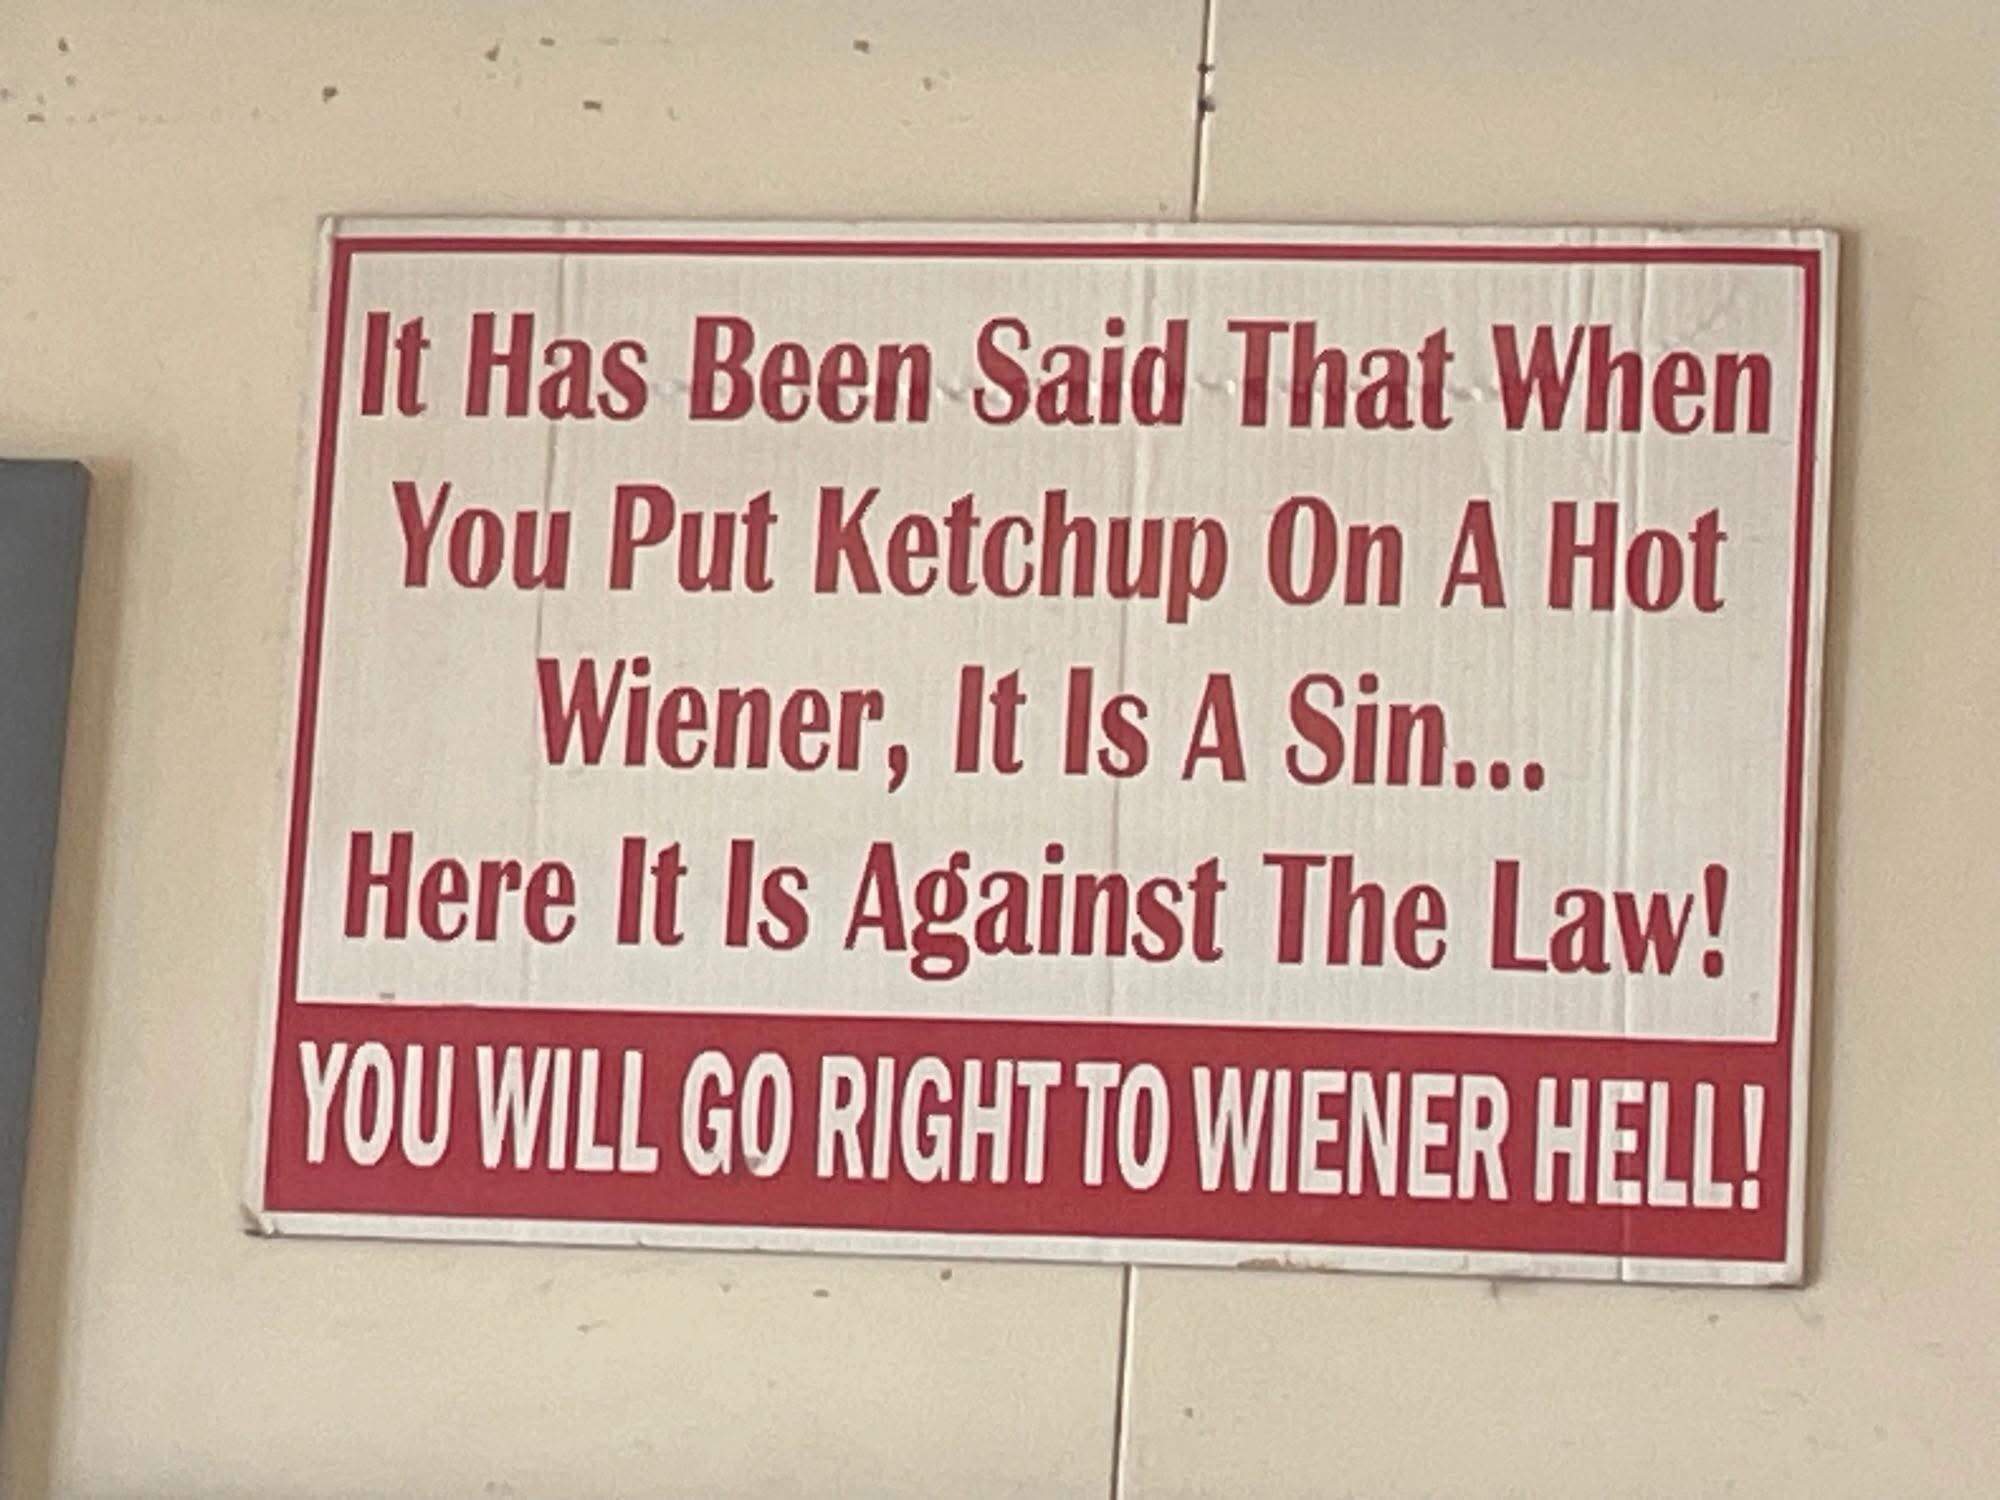 It Has Been Said That When
You Put Ketchup On A Hot
Wiener, It Is A Sin...
Here It Is Against The Law!
YOU WILL GO RIGHT TO WIENER HELL!